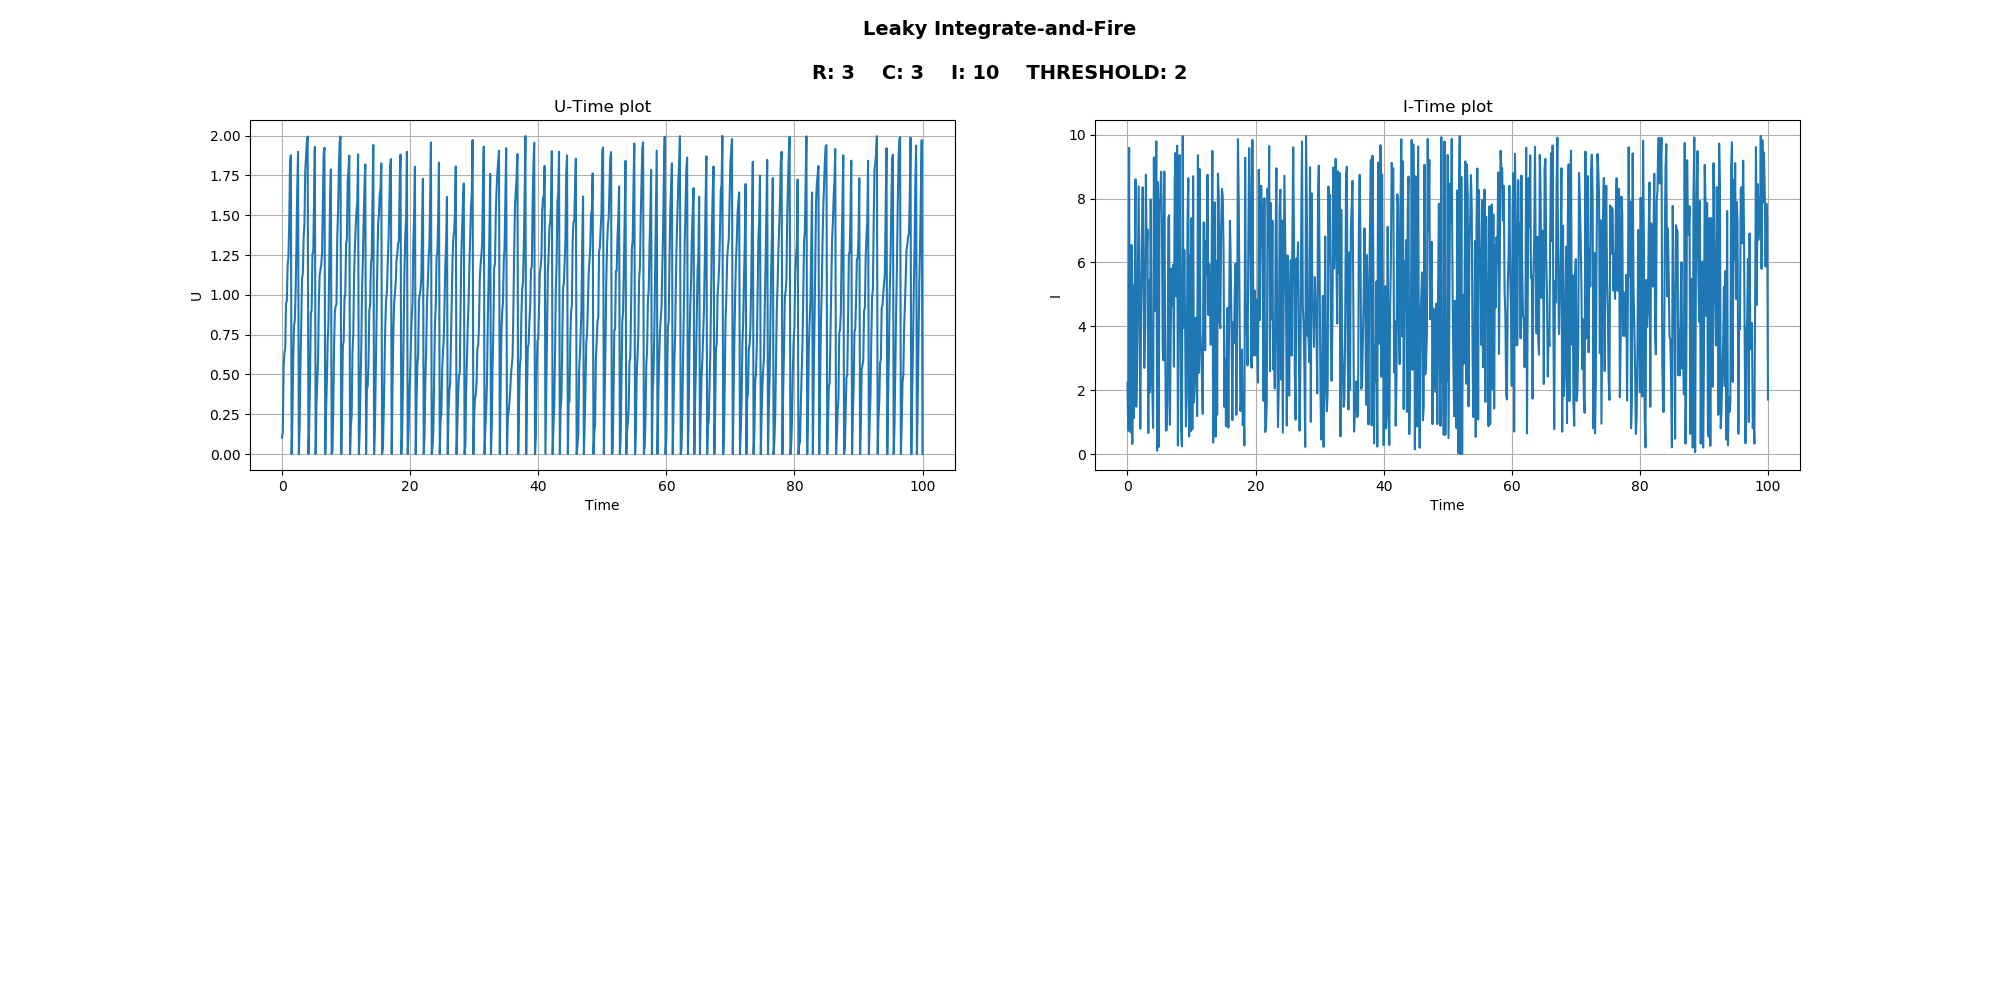 Leaky Integrate-and-Fire
R: 3 C: 3 I: 10 THRESHOLD: 2
U-Time plot
2.00
1.75
1.50
1.25
1.00
0.75
0.50
0.25
0.00
U
0 20 40 60 80 100
Time
I-Time plot
10
8
6
4
2
0
I
0 20 40 60 80 100
Time